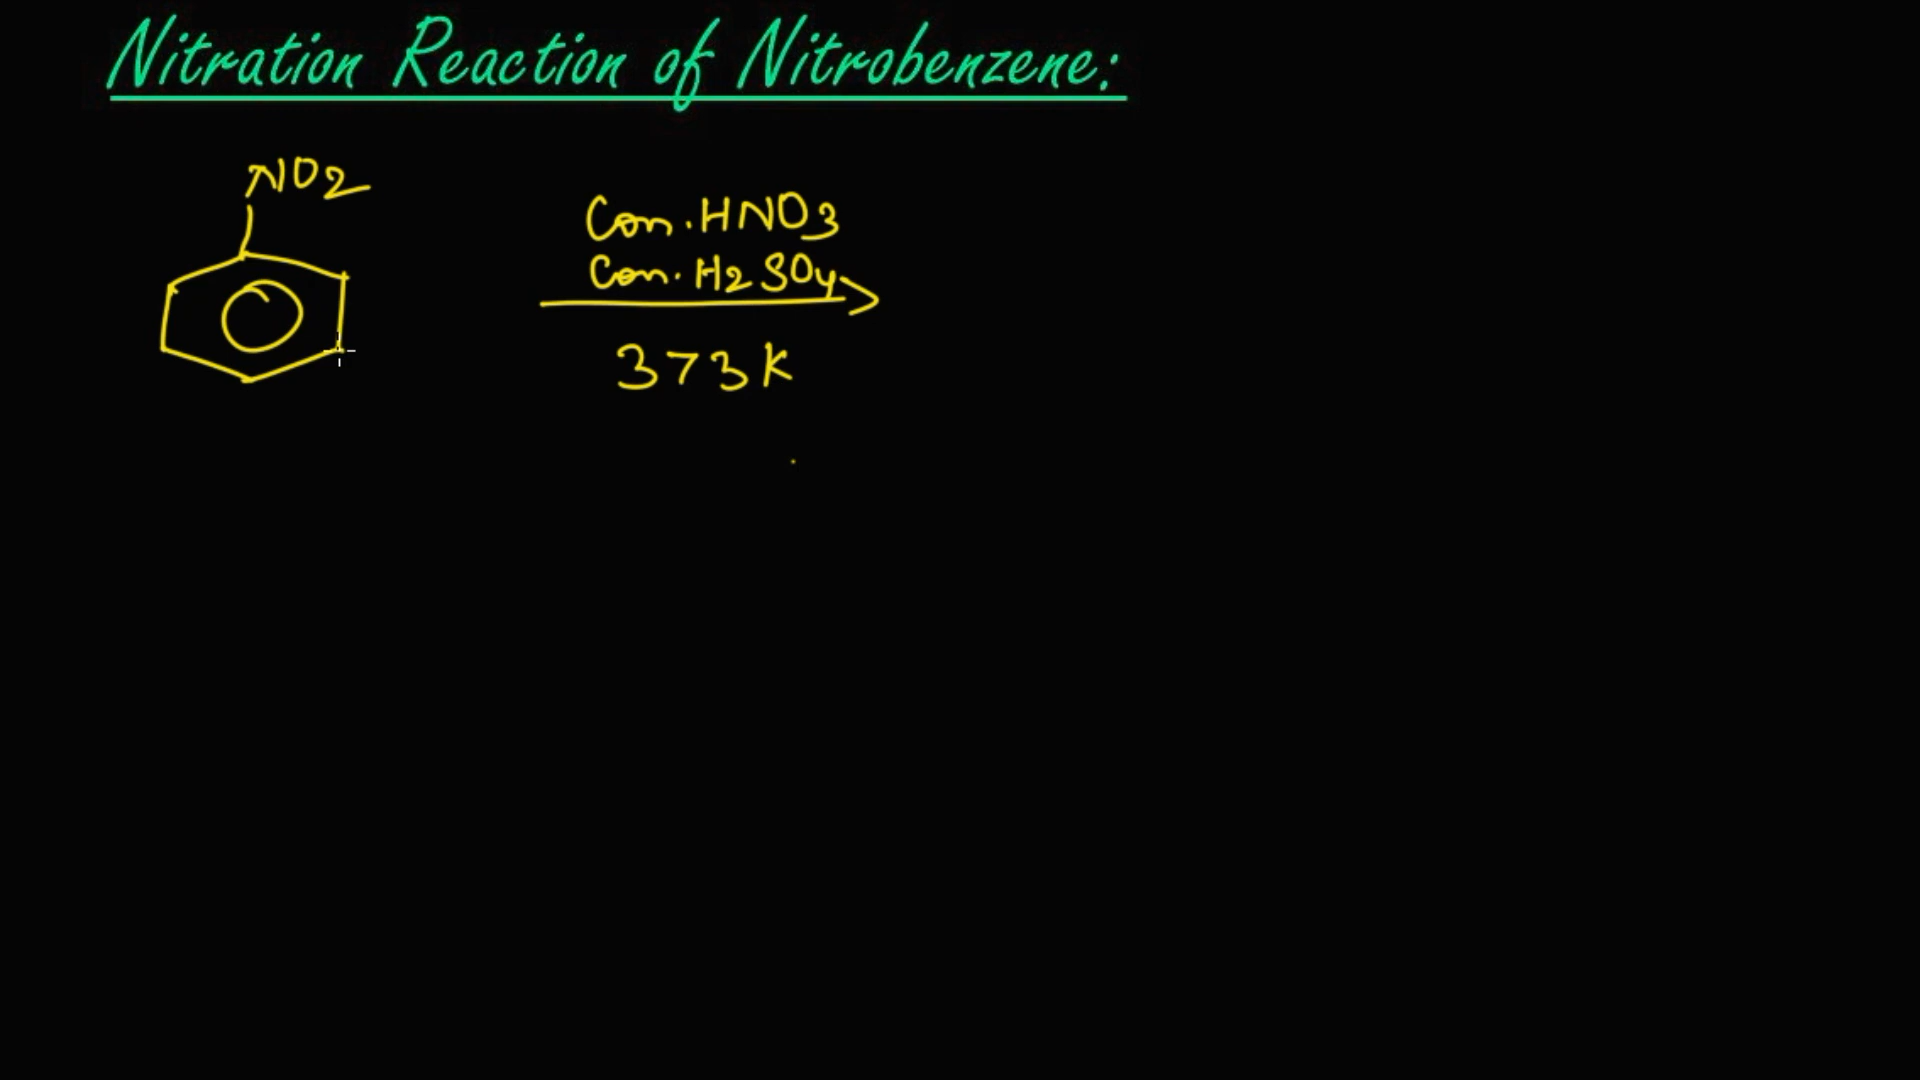 Nitration Reaction of Nitrobenzene:
NO2
Con. HNO3
Con. H2SO4
373K